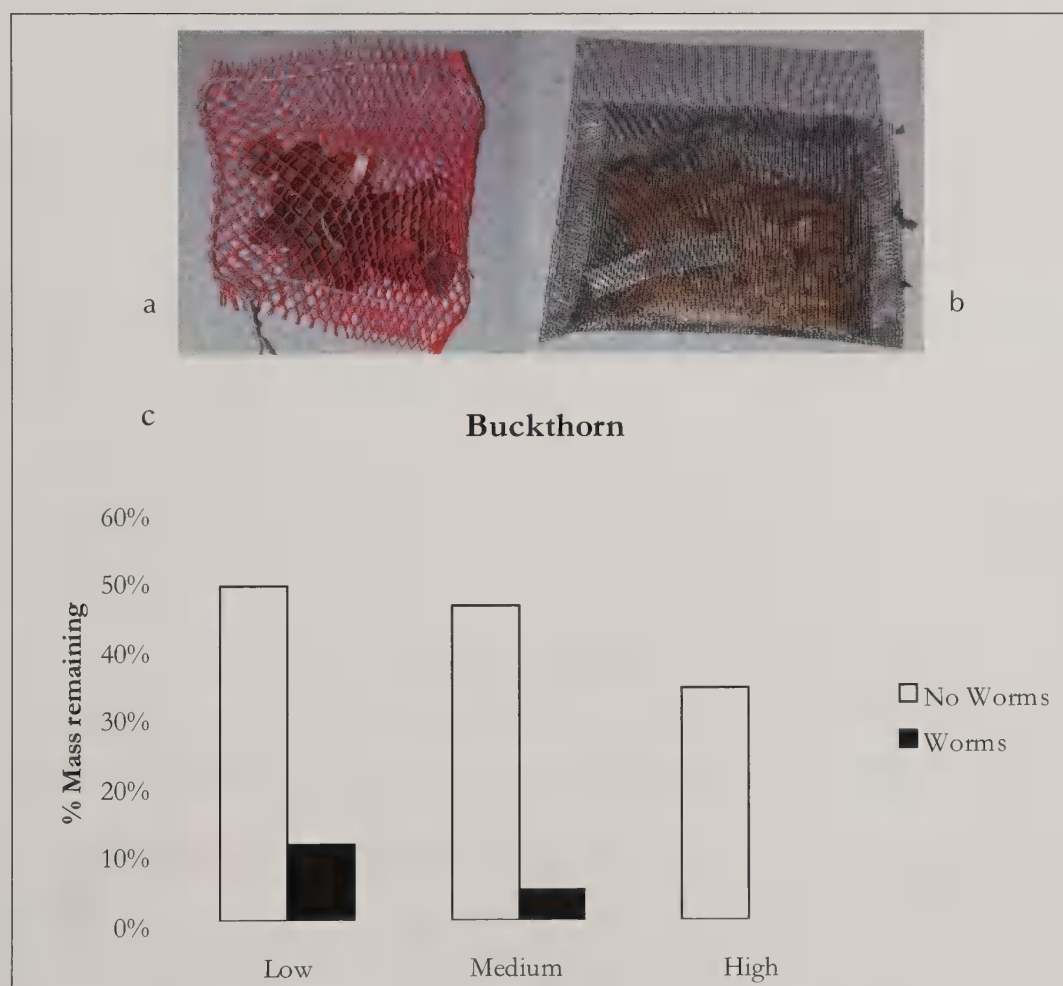 a
b
c
Buckthorn
60%
50%
40%
30%
20%
10%
0%
% Mass remaining
Low
Medium
High
No Worms
Worms